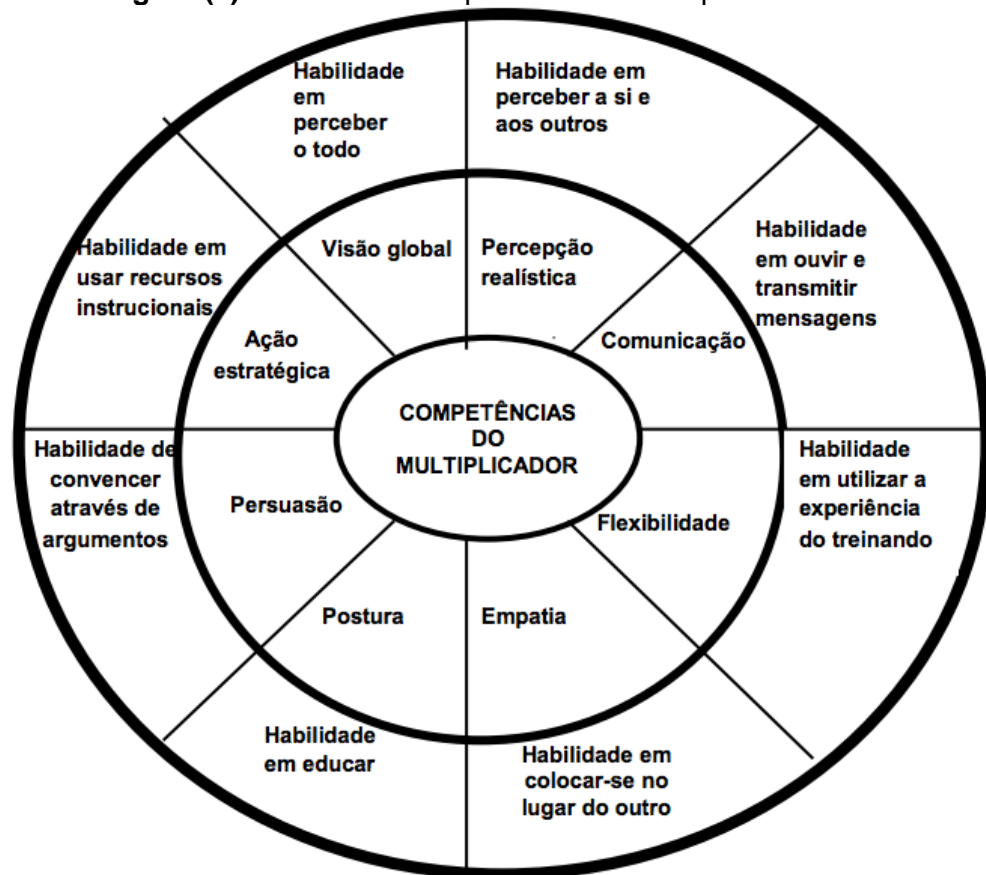 Habilidade
em
perceber
o todo
Habilidade em
perceber a si e
aos outros
Habilidade em
usar recursos
instrucionais
Visão global
Percepção
realística
Habilidade
em ouvir e
transmitir
mensagens
Ação
estratégica
Comunicação
COMPETÊNCIAS
DO
MULTIPLICADOR
Habilidade de
convencer
através de
argumentos
Persuasão
Flexibilidade
Habilidade
em utilizar a
experiência
do treinando
Postura
Empatia
Habilidade
em educar
Habilidade em
colocar-se no
lugar do outro